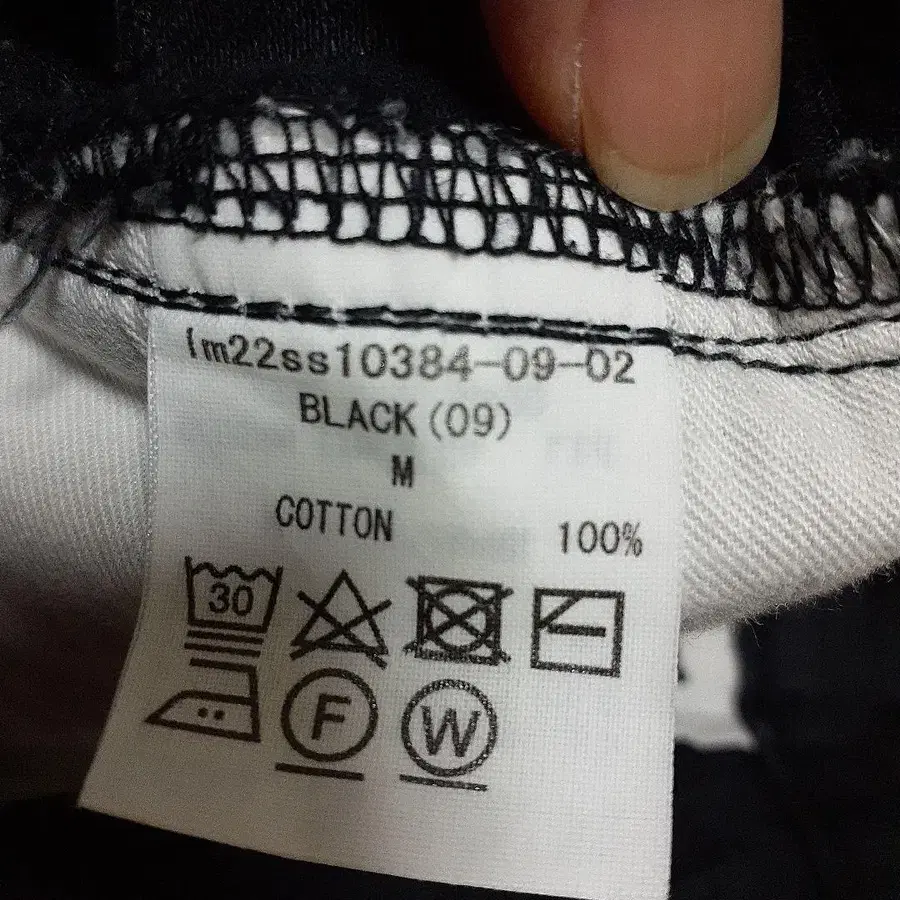 lm22ss10384-09-02
BLACK (09)
M
COTTON 100%
30
F W